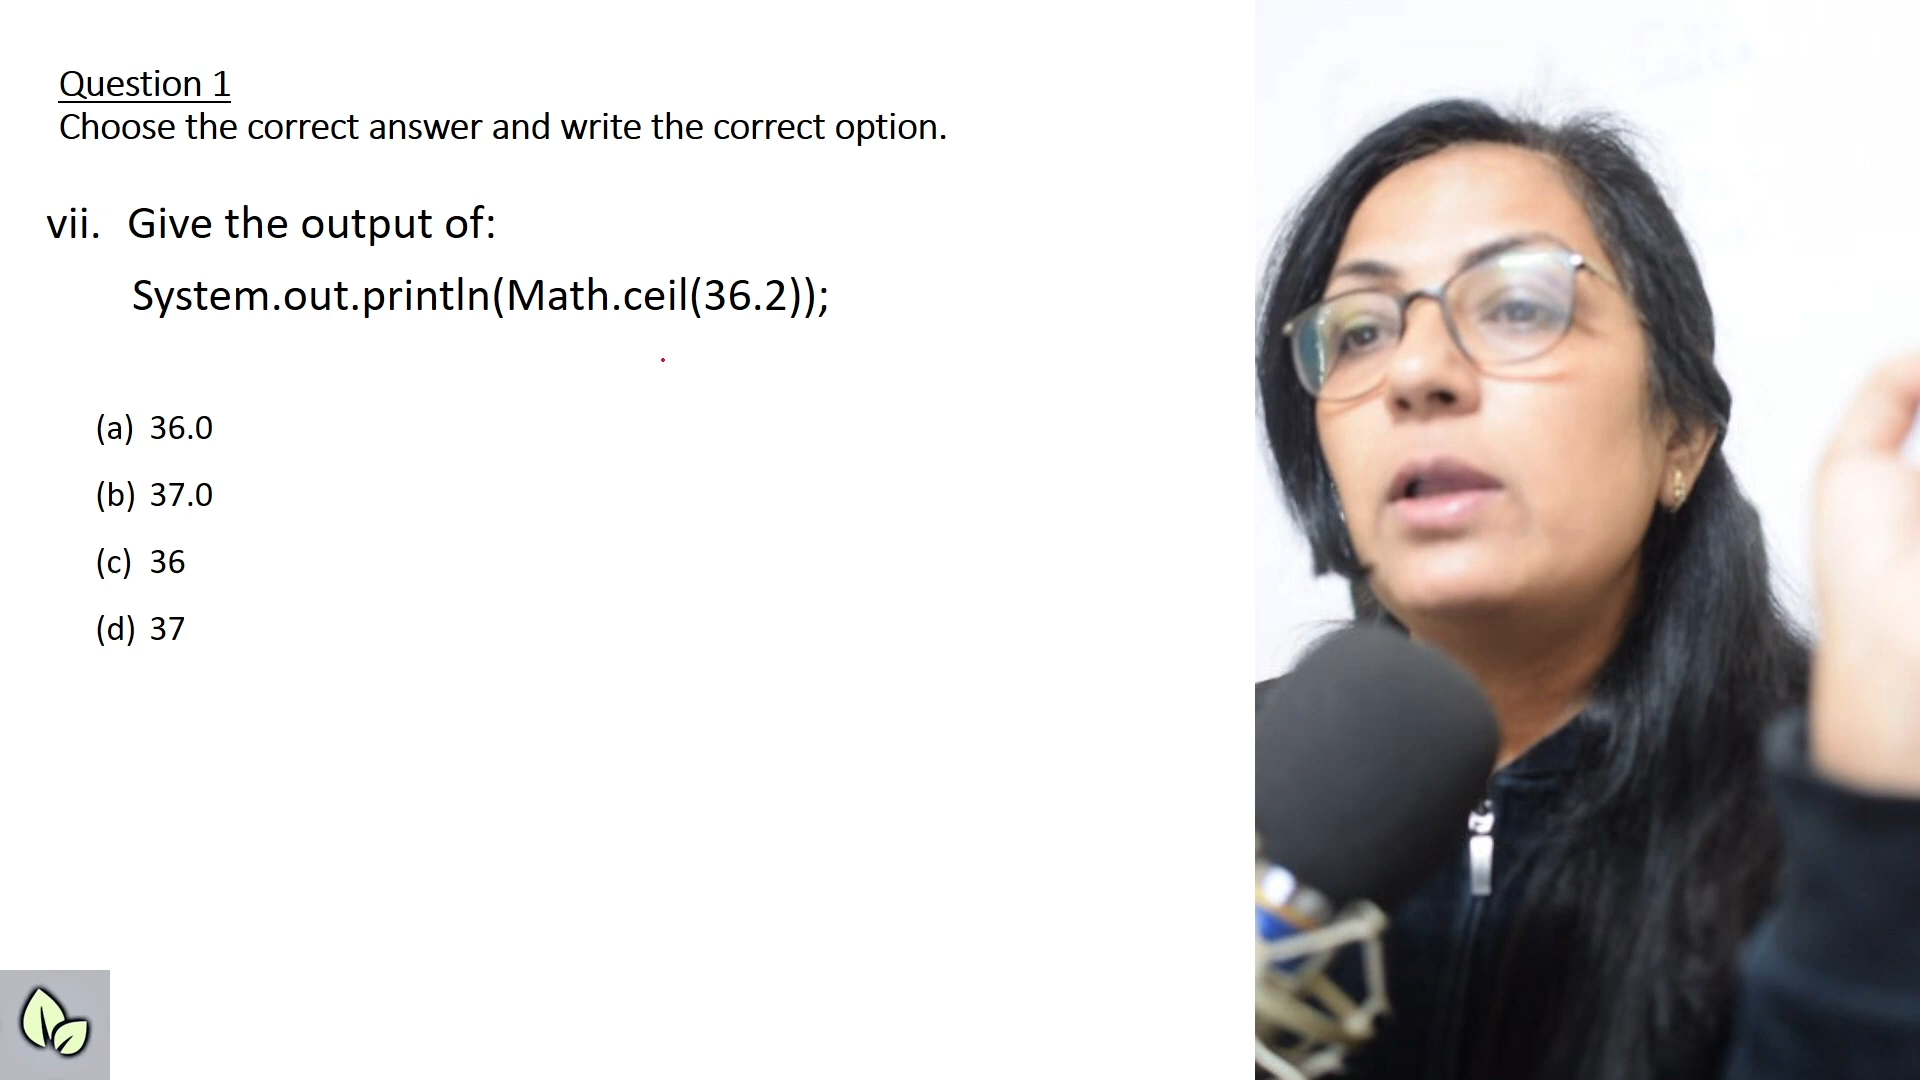 Question 1
Choose the correct answer and write the correct option.
vii. Give the output of:
System.out.println(Math.ceil(36.2));
(a) 36.0
(b) 37.0
(c) 36
(d) 37